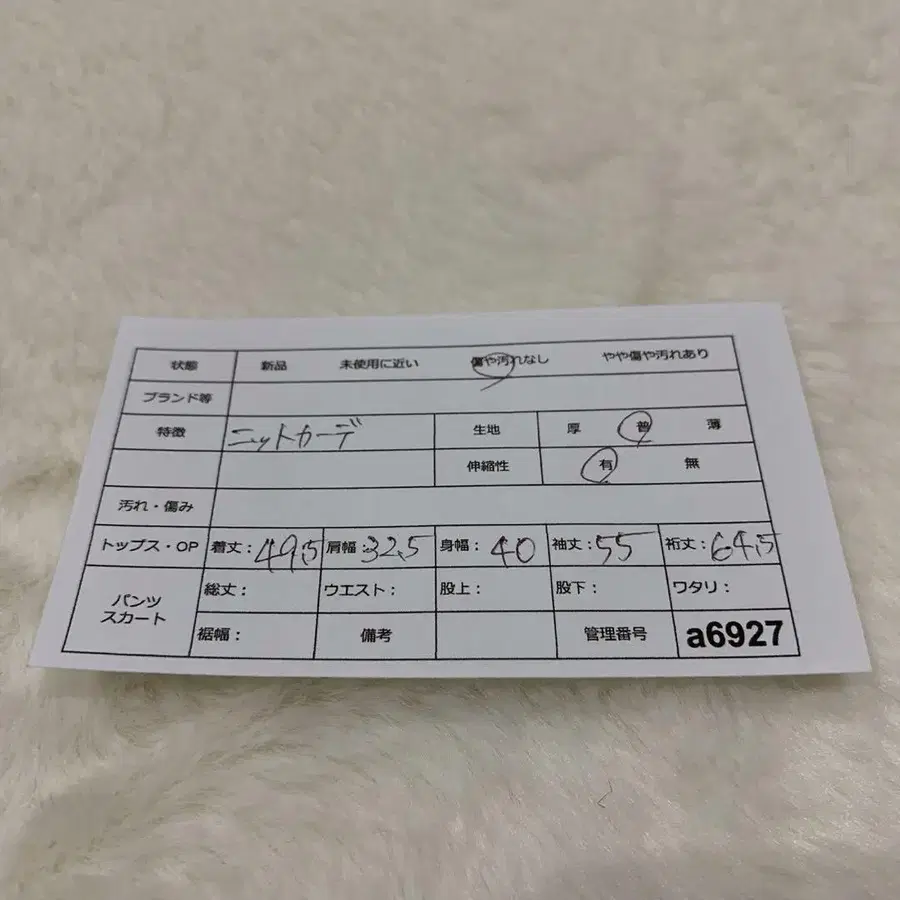 状態 新品 未使用に近い 傷や汚れなし やや傷や汚れあり
ブランド等
特徴 ニットカーデ 生地 厚 普 薄
伸縮性 有 無
汚れ・傷み
トップス・OP 着丈：49.5 肩幅：32.5 身幅：40 袖丈：55 裄丈：64.5
パンツ スカート 総丈： ウエスト： 股上： 股下： ワタリ：
裾幅： 備考 管理番号 a6927